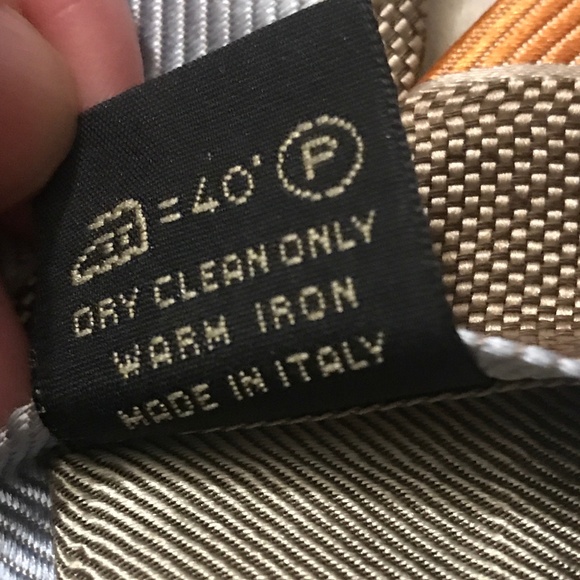 =40° P
DRY CLEAN ONLY
WARM IRON
MADE IN ITALY